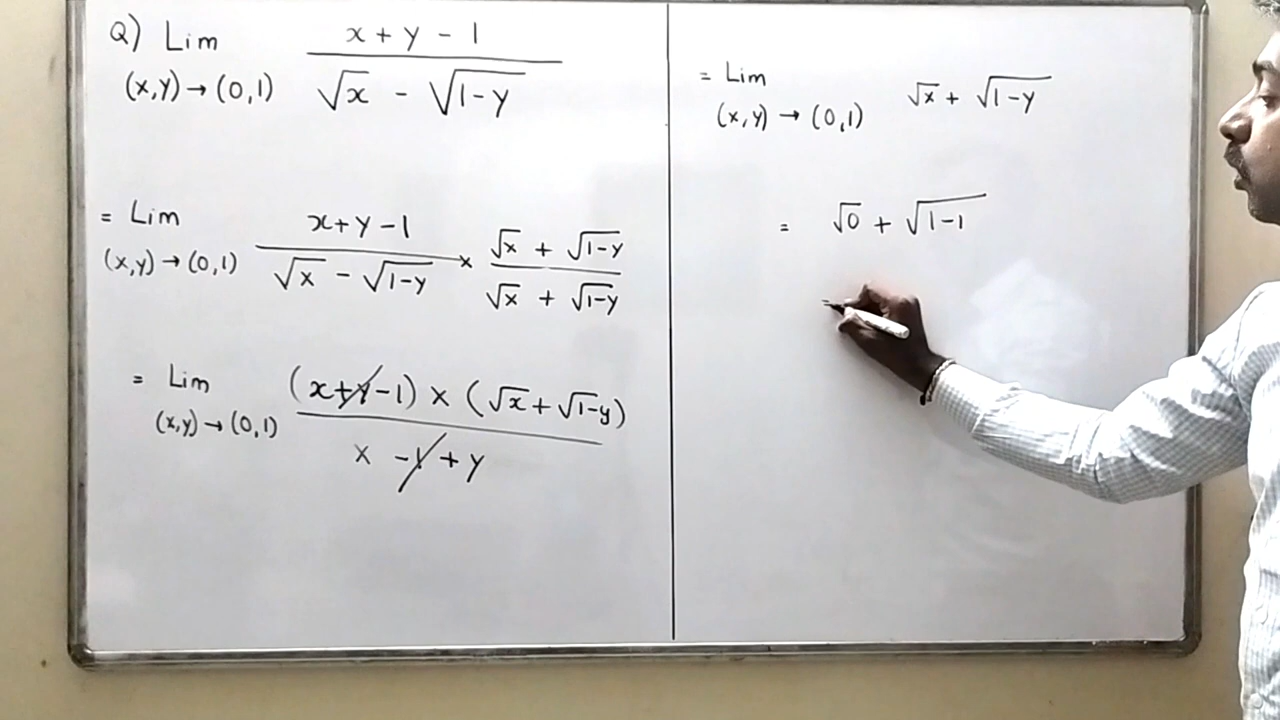 Q) Lim x + y - 1
(x,y) → (0,1) √x - √1-y
= Lim x+y-1
(x,y) → (0,1) √x - √1-y × √x + √1-y
√x + √1-y
= Lim (x+y-1) × (√x + √1-y)
(x,y) → (0,1) x - 1 + y
= Lim
(x,y) → (0,1) √x + √1-y
= √0 + √1-1
=